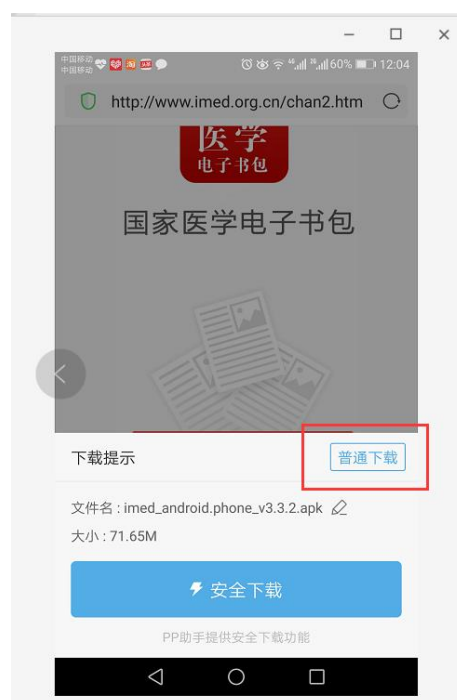 中国移动
中国移动
60% 12:04
http://www.imed.org.cn/chan2.htm
医学
电子书包
国家医学电子书包
下载提示
普通下载
文件名 : imed_android.phone_v3.3.2.apk
大小 : 71.65M
安全下载
PP助手提供安全下载功能